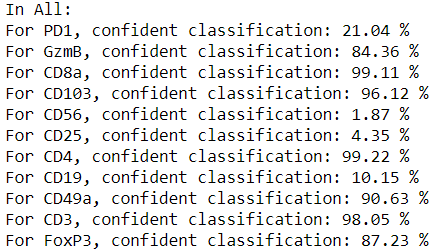 In All:
For PD1, confident classification: 21.04 %
For GzmB, confident classification: 84.36 %
For CD8a, confident classification: 99.11 %
For CD103, confident classification: 96.12 %
For CD56, confident classification: 1.87 %
For CD25, confident classification: 4.35 %
For CD4, confident classification: 99.22 %
For CD19, confident classification: 10.15 %
For CD49a, confident classification: 90.63 %
For CD3, confident classification: 98.05 %
For FoxP3, confident classification: 87.23 %